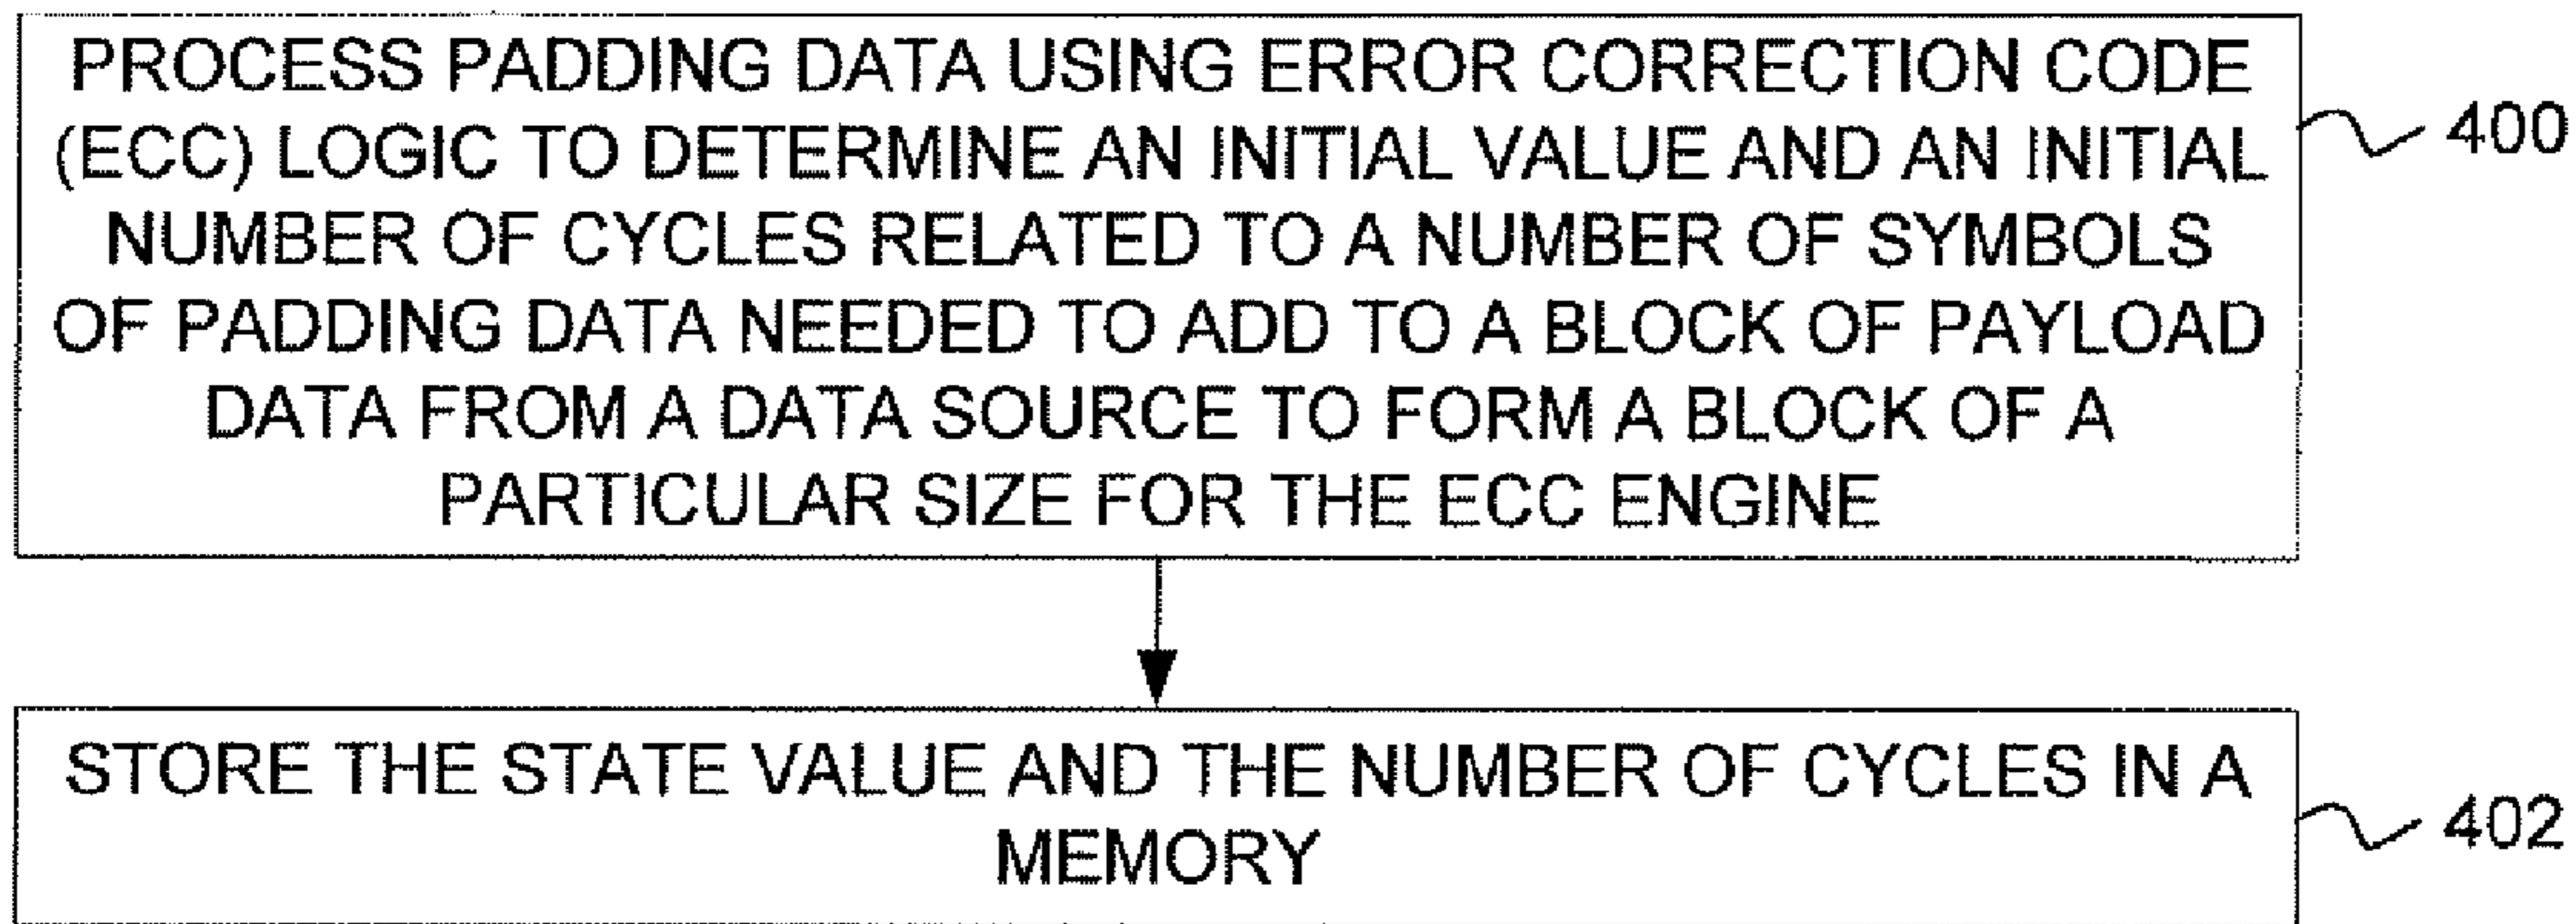 PROCESS PADDING DATA USING ERROR CORRECTION CODE
(ECC) LOGIC TO DETERMINE AN INITIAL VALUE AND AN INITIAL
NUMBER OF CYCLES RELATED TO A NUMBER OF SYMBOLS
OF PADDING DATA NEEDED TO ADD TO A BLOCK OF PAYLOAD
DATA FROM A DATA SOURCE TO FORM A BLOCK OF A
PARTICULAR SIZE FOR THE ECC ENGINE
400
STORE THE STATE VALUE AND THE NUMBER OF CYCLES IN A
MEMORY
402